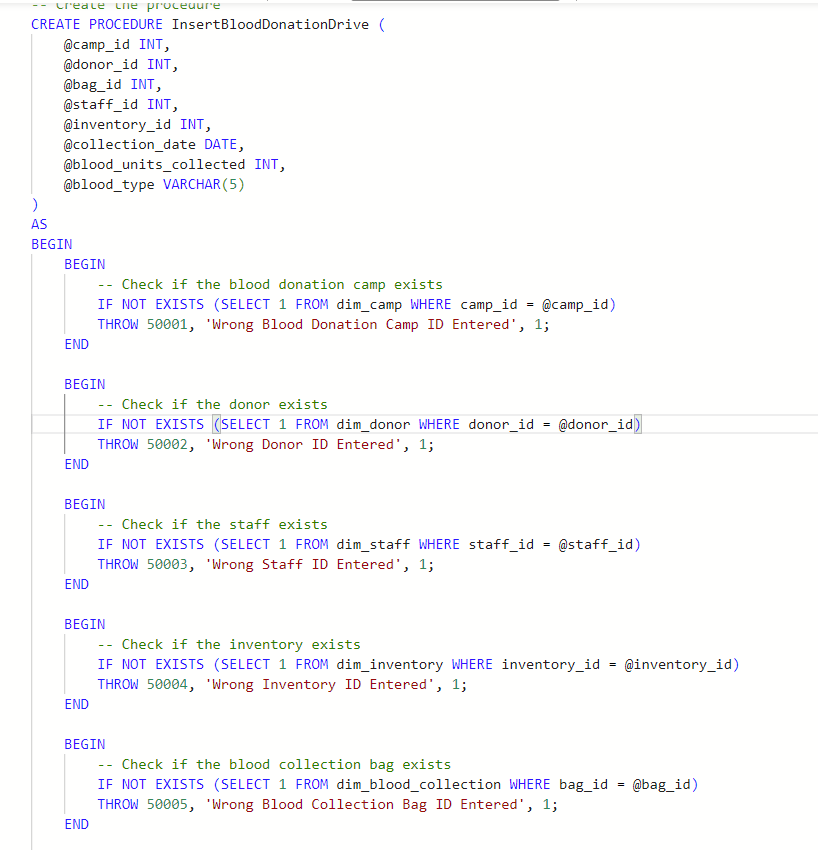 -- Create the procedure
CREATE PROCEDURE InsertBloodDonationDrive (
    @camp_id INT,
    @donor_id INT,
    @bag_id INT,
    @staff_id INT,
    @inventory_id INT,
    @collection_date DATE,
    @blood_units_collected INT,
    @blood_type VARCHAR(5)
)
AS
BEGIN
    BEGIN
        -- Check if the blood donation camp exists
        IF NOT EXISTS (SELECT 1 FROM dim_camp WHERE camp_id = @camp_id)
        THROW 50001, 'Wrong Blood Donation Camp ID Entered', 1;
    END
    BEGIN
        -- Check if the donor exists
        IF NOT EXISTS (SELECT 1 FROM dim_donor WHERE donor_id = @donor_id)
        THROW 50002, 'Wrong Donor ID Entered', 1;
    END
    BEGIN
        -- Check if the staff exists
        IF NOT EXISTS (SELECT 1 FROM dim_staff WHERE staff_id = @staff_id)
        THROW 50003, 'Wrong Staff ID Entered', 1;
    END
    BEGIN
        -- Check if the inventory exists
        IF NOT EXISTS (SELECT 1 FROM dim_inventory WHERE inventory_id = @inventory_id)
        THROW 50004, 'Wrong Inventory ID Entered', 1;
    END
    BEGIN
        -- Check if the blood collection bag exists
        IF NOT EXISTS (SELECT 1 FROM dim_blood_collection WHERE bag_id = @bag_id)
        THROW 50005, 'Wrong Blood Collection Bag ID Entered', 1;
    END